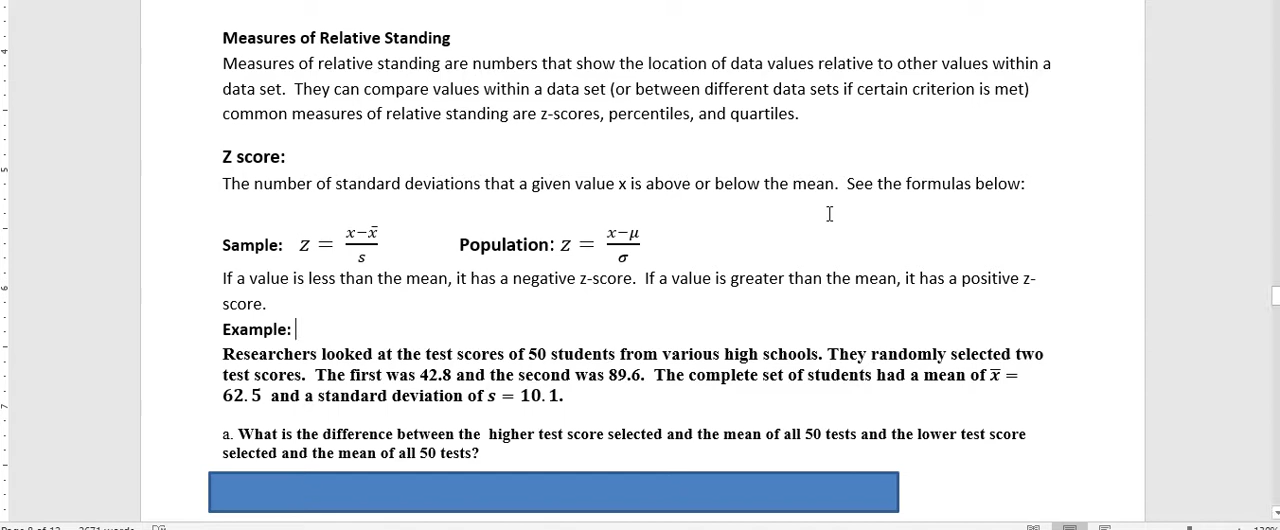 Measures of Relative Standing
Measures of relative standing are numbers that show the location of data values relative to other values within a
data set.  They can compare values within a data set (or between different data sets if certain criterion is met)
common measures of relative standing are z-scores, percentiles, and quartiles.
Z score:
The number of standard deviations that a given value x is above or below the mean.  See the formulas below:
Sample: z = (x−x̄)/s    Population: z = (x−μ)/σ
If a value is less than the mean, it has a negative z-score.  If a value is greater than the mean, it has a positive z-
score.
Example:
Researchers looked at the test scores of 50 students from various high schools. They randomly selected two
test scores.  The first was 42.8 and the second was 89.6.  The complete set of students had a mean of x̄ =
62.5  and a standard deviation of s = 10.1.
a. What is the difference between the  higher test score selected and the mean of all 50 tests and the lower test score
selected and the mean of all 50 tests?